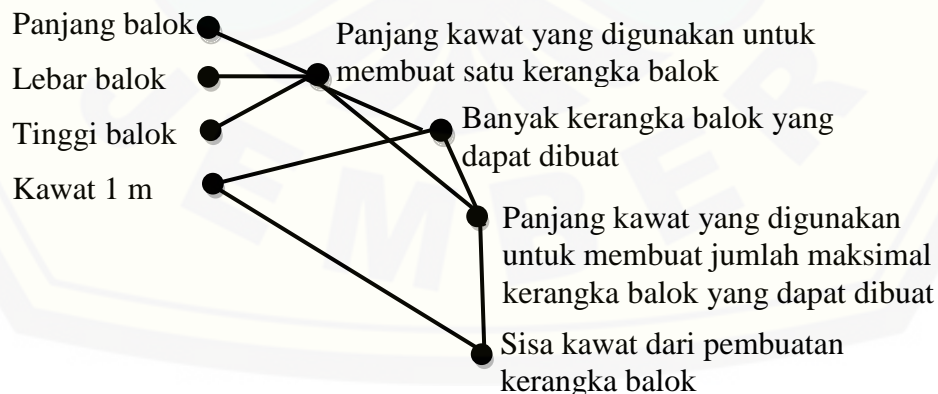 Panjang balok
Lebar balok
Tinggi balok
Kawat 1 m
Panjang kawat yang digunakan untuk
membuat satu kerangka balok
Banyak kerangka balok yang
dapat dibuat
Panjang kawat yang digunakan
untuk membuat jumlah maksimal
kerangka balok yang dapat dibuat
Sisa kawat dari pembuatan
kerangka balok